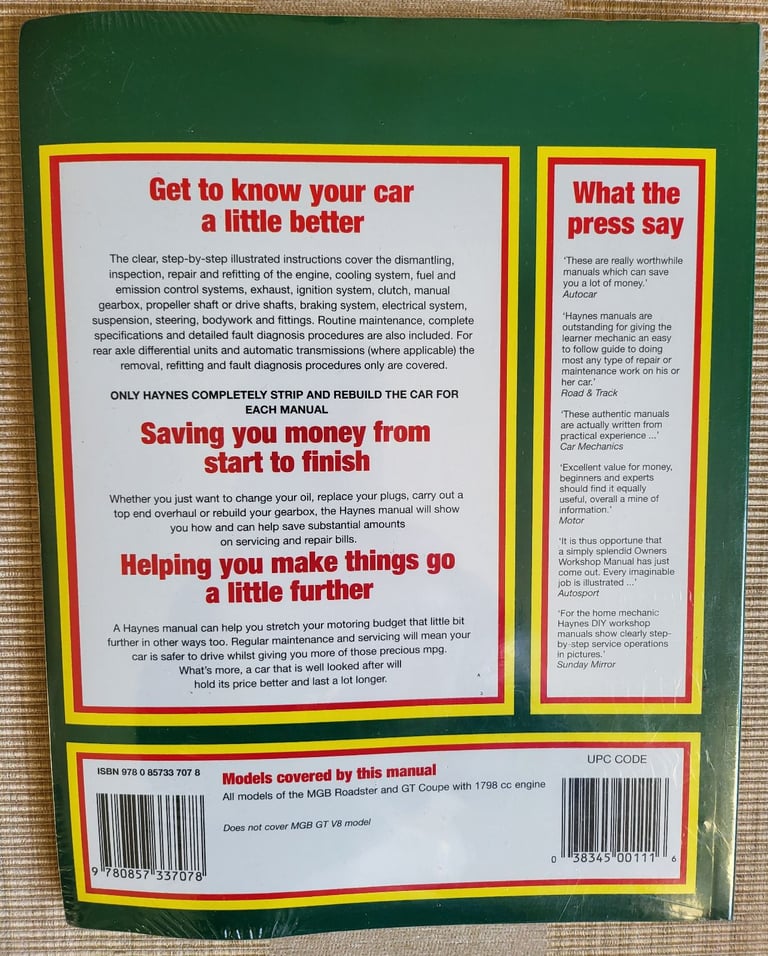 Get to know your car
a little better
The clear, step-by-step illustrated instructions cover the dismantling,
inspection, repair and refitting of the engine, cooling system, fuel and
emission control systems, exhaust, ignition system, clutch, manual
gearbox, propeller shaft or drive shafts, braking system, electrical system,
suspension, steering, bodywork and fittings. Routine maintenance, complete
specifications and detailed fault diagnosis procedures are also included. For
rear axle differential units and automatic transmissions (where applicable) the
removal, refitting and fault diagnosis procedures only are covered.
ONLY HAYNES COMPLETELY STRIP AND REBUILD THE CAR FOR
EACH MANUAL
Saving you money from
start to finish
Whether you just want to change your oil, replace your plugs, carry out a
top end overhaul or rebuild your gearbox, the Haynes manual will show
you how and can help save substantial amounts
on servicing and repair bills.
Helping you make things go
a little further
A Haynes manual can help you stretch your motoring budget that little bit
further in other ways too. Regular maintenance and servicing will mean your
car is safer to drive whilst giving you more of those precious mpg.
What's more, a car that is well looked after will
hold its price better and last a lot longer.
What the
press say
'These are really worthwhile
manuals which can save
you a lot of money.'
Autocar
'Haynes manuals are
outstanding for giving the
learner mechanic an easy
to follow guide to doing
most any type of repair or
maintenance work on his or
her car.'
Road & Track
'These authentic manuals
are actually written from
practical experience ...'
Car Mechanics
'Excellent value for money,
beginners and experts
should find it equally
useful, overall a mine of
information.'
Motor
'It is thus opportune that
a simply splendid Owners
Workshop Manual has just
come out. Every imaginable
job is illustrated ...'
Autosport
'For the home mechanic
Haynes DIY workshop
manuals show clearly step-
by-step service operations
in pictures.'
Sunday Mirror
ISBN 978 0 85733 707 8
9 780857 337078
Models covered by this manual
All models of the MGB Roadster and GT Coupe with 1798 cc engine
Does not cover MGB GT V8 model
UPC CODE
0 38345 00111 6